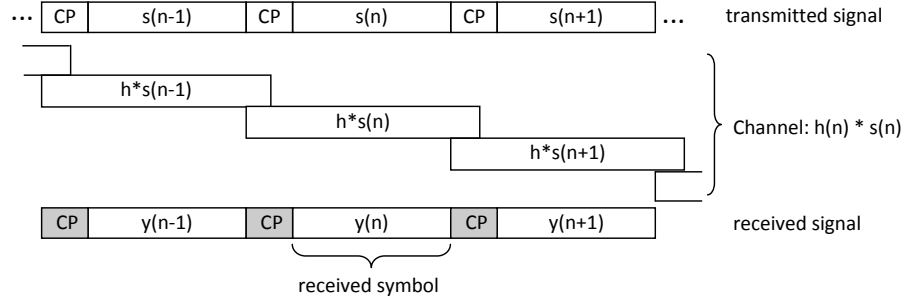 ... CP s(n-1) CP s(n) CP s(n+1) ... transmitted signal
h*s(n-1)
h*s(n)
Channel: h(n) * s(n)
h*s(n+1)
CP y(n-1) CP y(n) CP y(n+1) received signal
received symbol